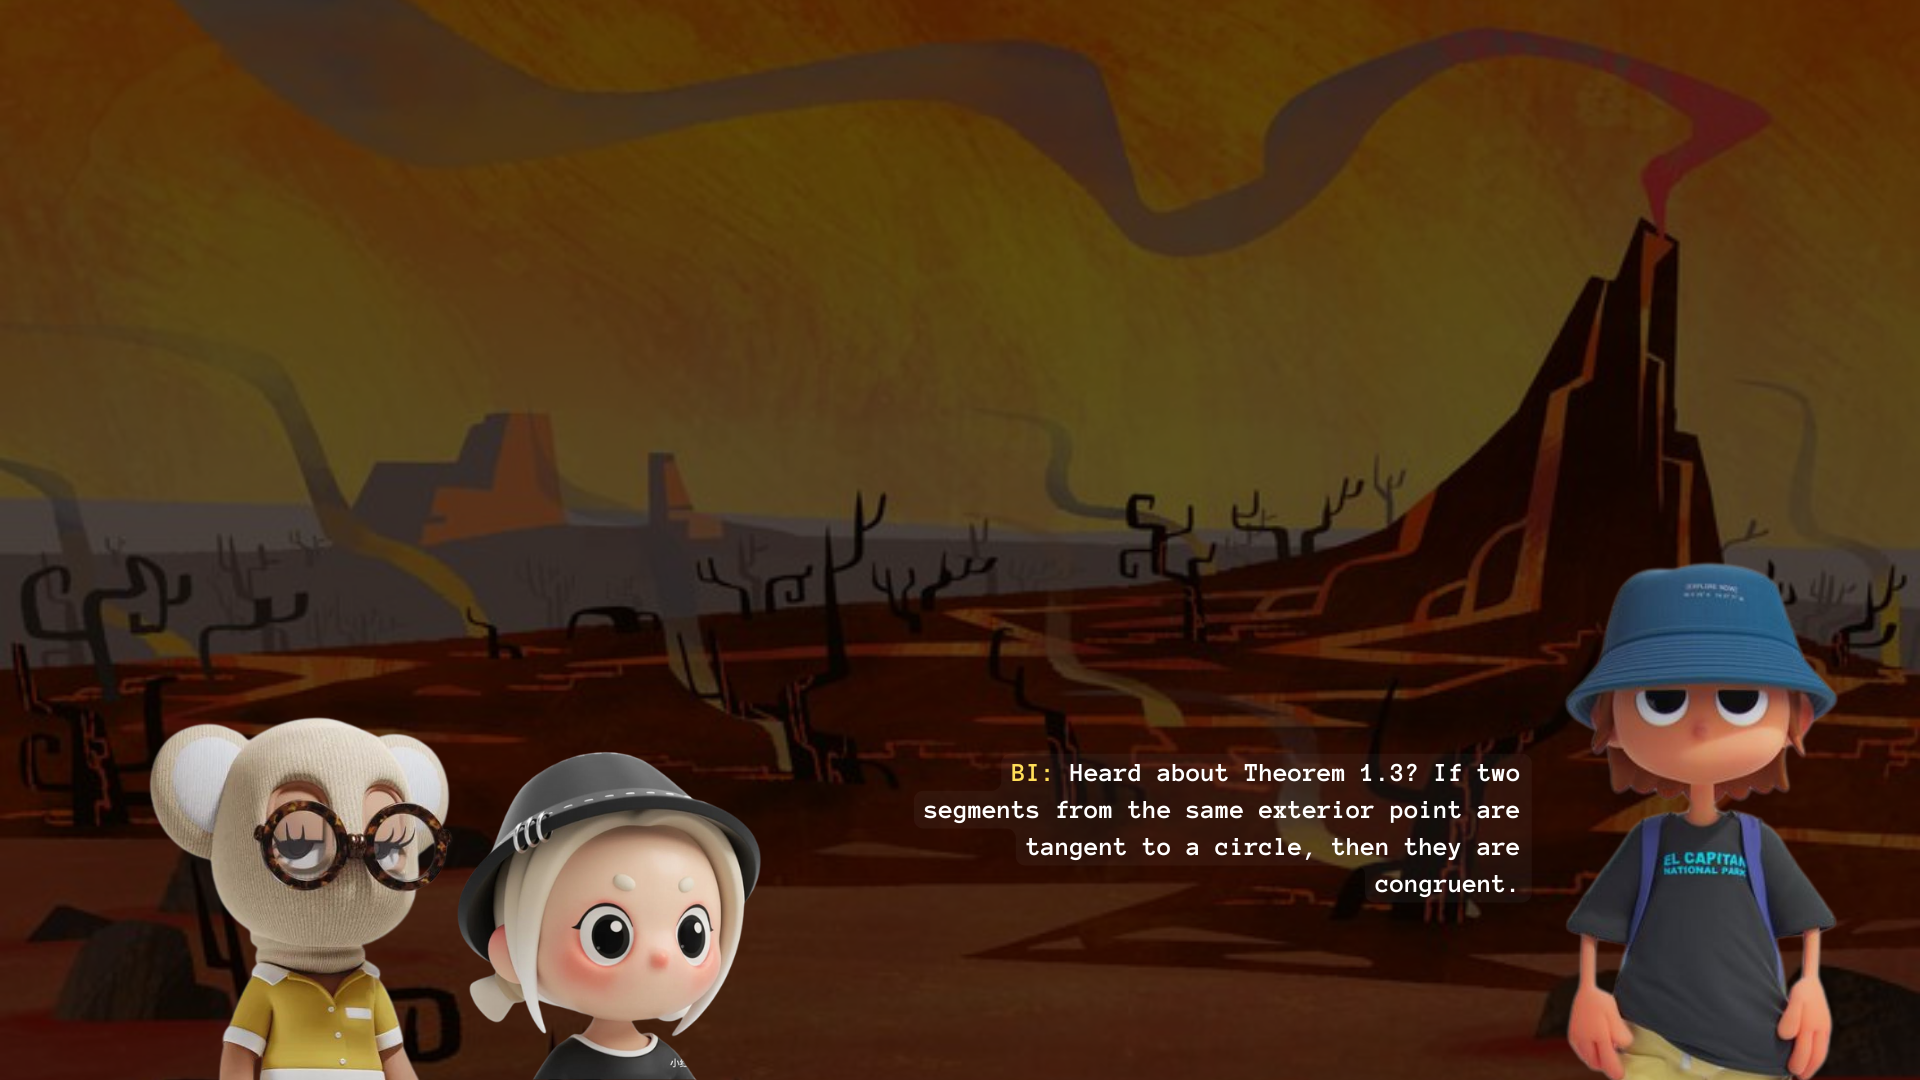 BI: Heard about Theorem 1.3? If two
segments from the same exterior point are
tangent to a circle, then they are
congruent.
EL CAPITAN
NATIONAL PARK